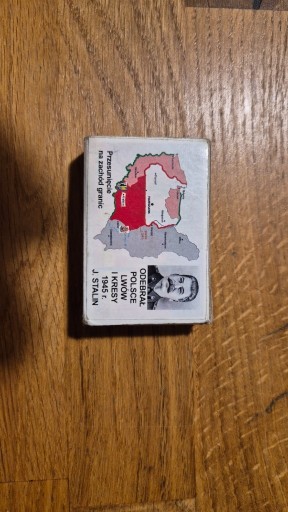 Przesunięcie
na zachód granic
ODEBRAŁ
POLSCE
LWÓW
I KRESY
1945 r.
J. STALIN